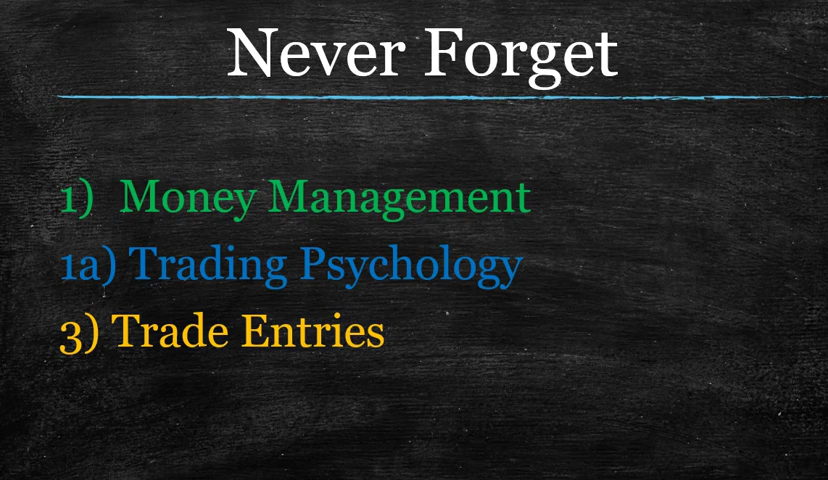 Never Forget
1) Money Management
1a) Trading Psychology
3) Trade Entries